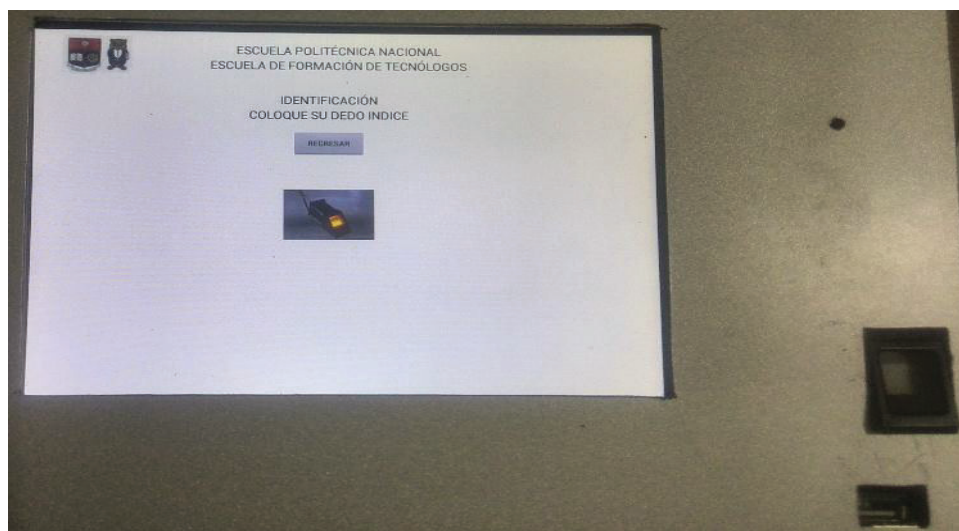 ESCUELA POLITÉCNICA NACIONAL
ESCUELA DE FORMACIÓN DE TECNÓLOGOS
IDENTIFICACIÓN
COLOQUE SU DEDO INDICE
REGRESAR